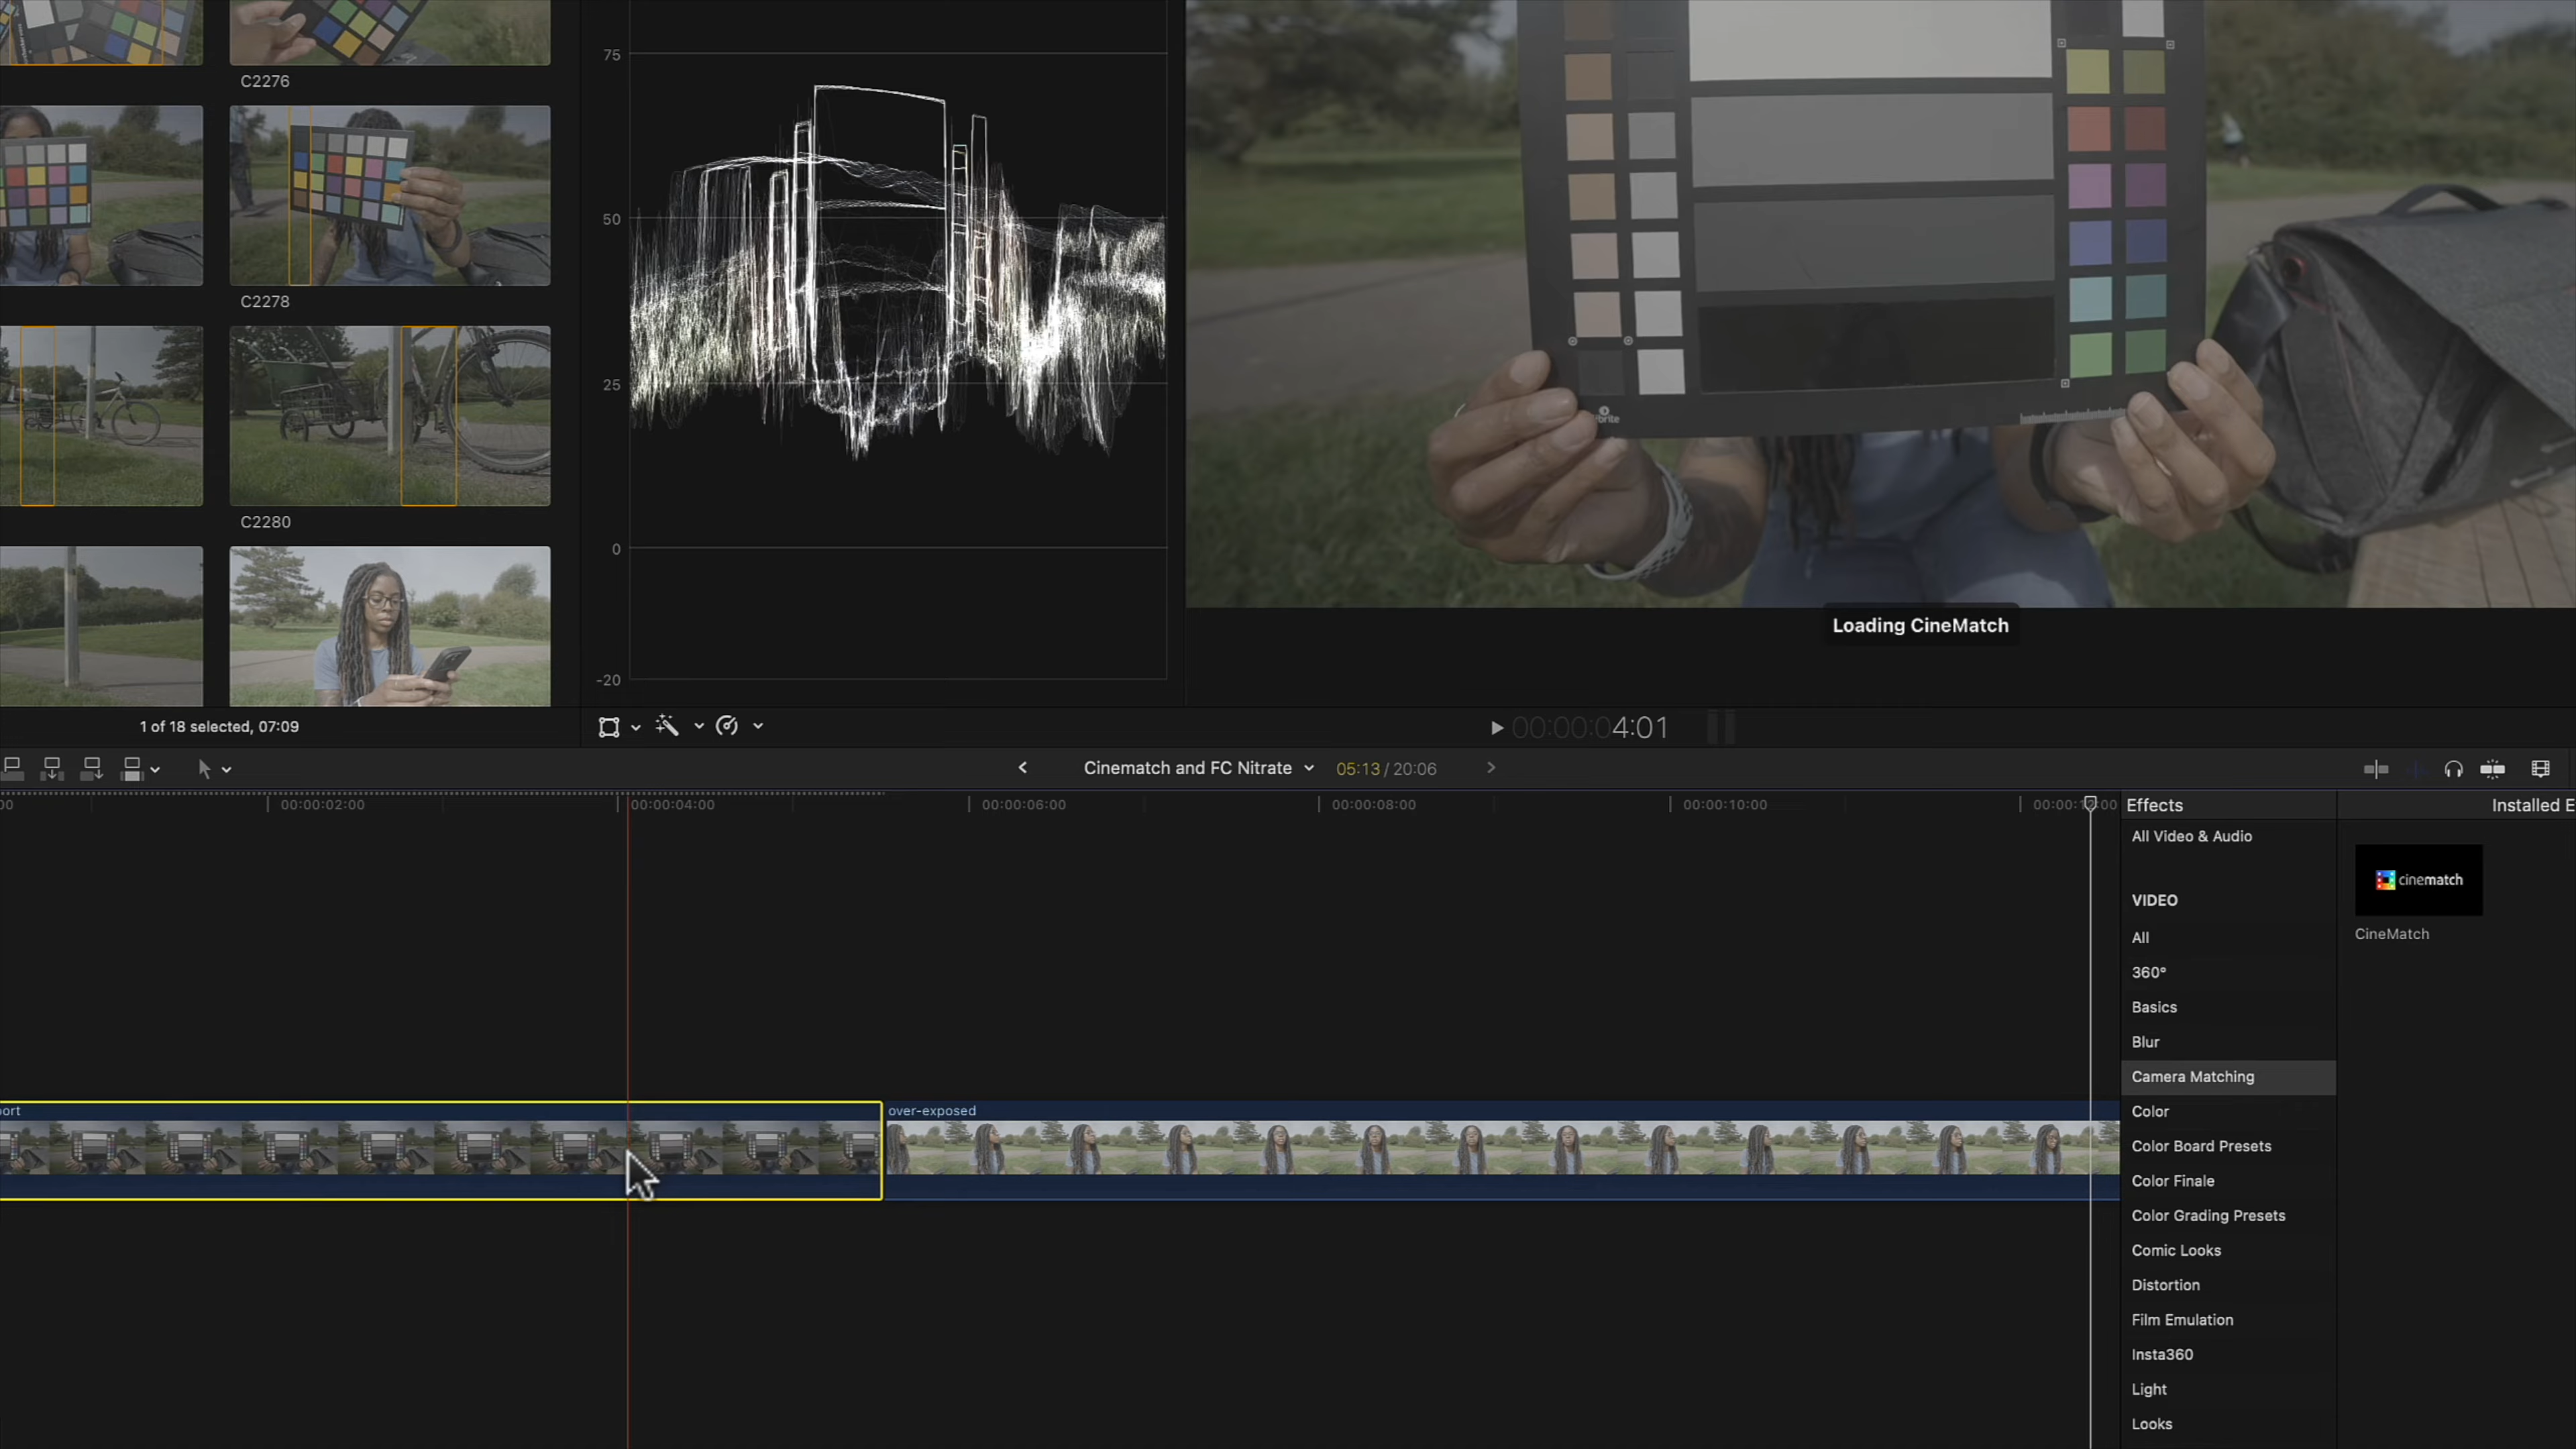 C2276
C2278
C2280
1 of 18 selected, 07:09
75
50
25
0
-20
Loading CineMatch
00:00:04:01
Cinematch and FC Nitrate
05:13 / 20:06
00:00:02:00
00:00:04:00
00:00:06:00
00:00:08:00
00:00:10:00
over-exposed
Effects
Installed E
All Video & Audio
VIDEO
All
360°
Basics
Blur
Camera Matching
Color
Color Board Presets
Color Finale
Color Grading Presets
Comic Looks
Distortion
Film Emulation
Insta360
Light
Looks
cinematch
CineMatch